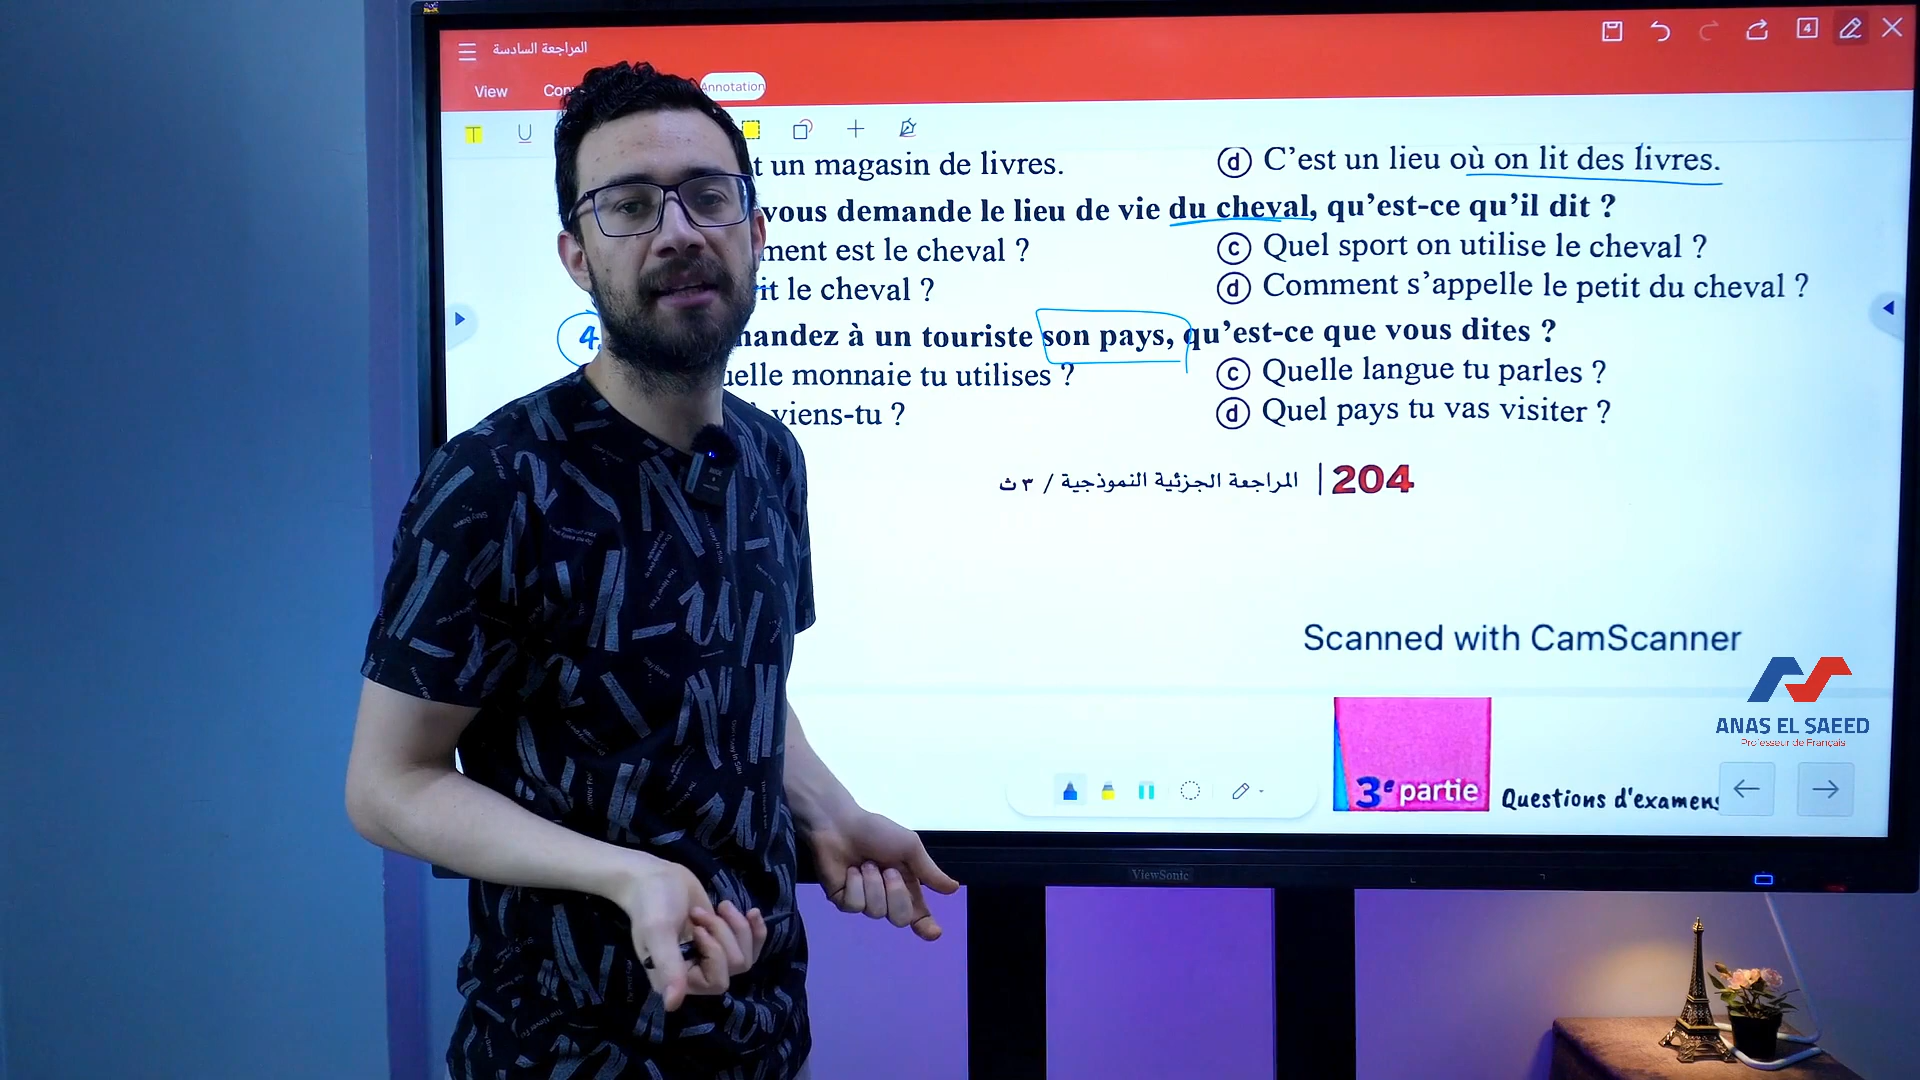 المراجعة السادسة
4
View
Annotation
T U
un magasin de livres.
d C'est un lieu où on lit des livres.
vous demande le lieu de vie du cheval, qu'est-ce qu'il dit ?
est le cheval ?
c Quel sport on utilise le cheval ?
le cheval ?
d Comment s'appelle le petit du cheval ?
4
à un touriste son pays, qu'est-ce que vous dites ?
monnaie tu utilises ?
c Quelle langue tu parles ?
viens-tu ?
d Quel pays tu vas visiter ?
المراجعة الجزئية النموذجية / ٣ ث | 204
Scanned with CamScanner
ANAS EL SAEED
Professeur de Français
3e partie Questions d'examens
ViewSonic